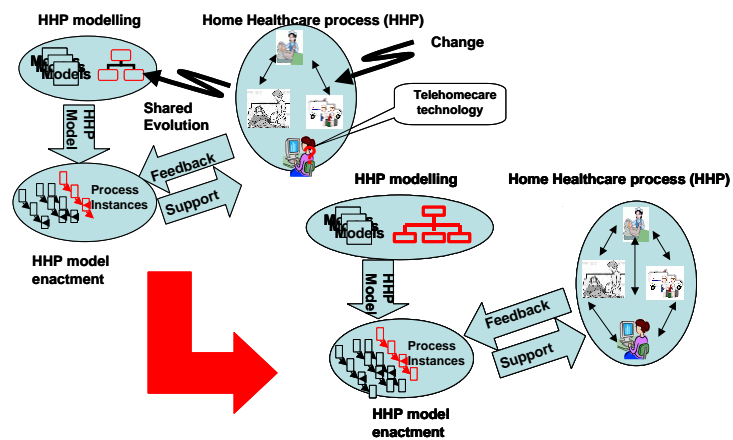 HHP modelling
Home Healthcare process (HHP)
Change
Models
Telehomecare
technology
HHP
Model
Shared
Evolution
Feedback
Support
Process
Instances
HHP model
enactment
HHP modelling
Home Healthcare process (HHP)
Models
HHP
Model
Feedback
Support
Process
Instances
HHP model
enactment